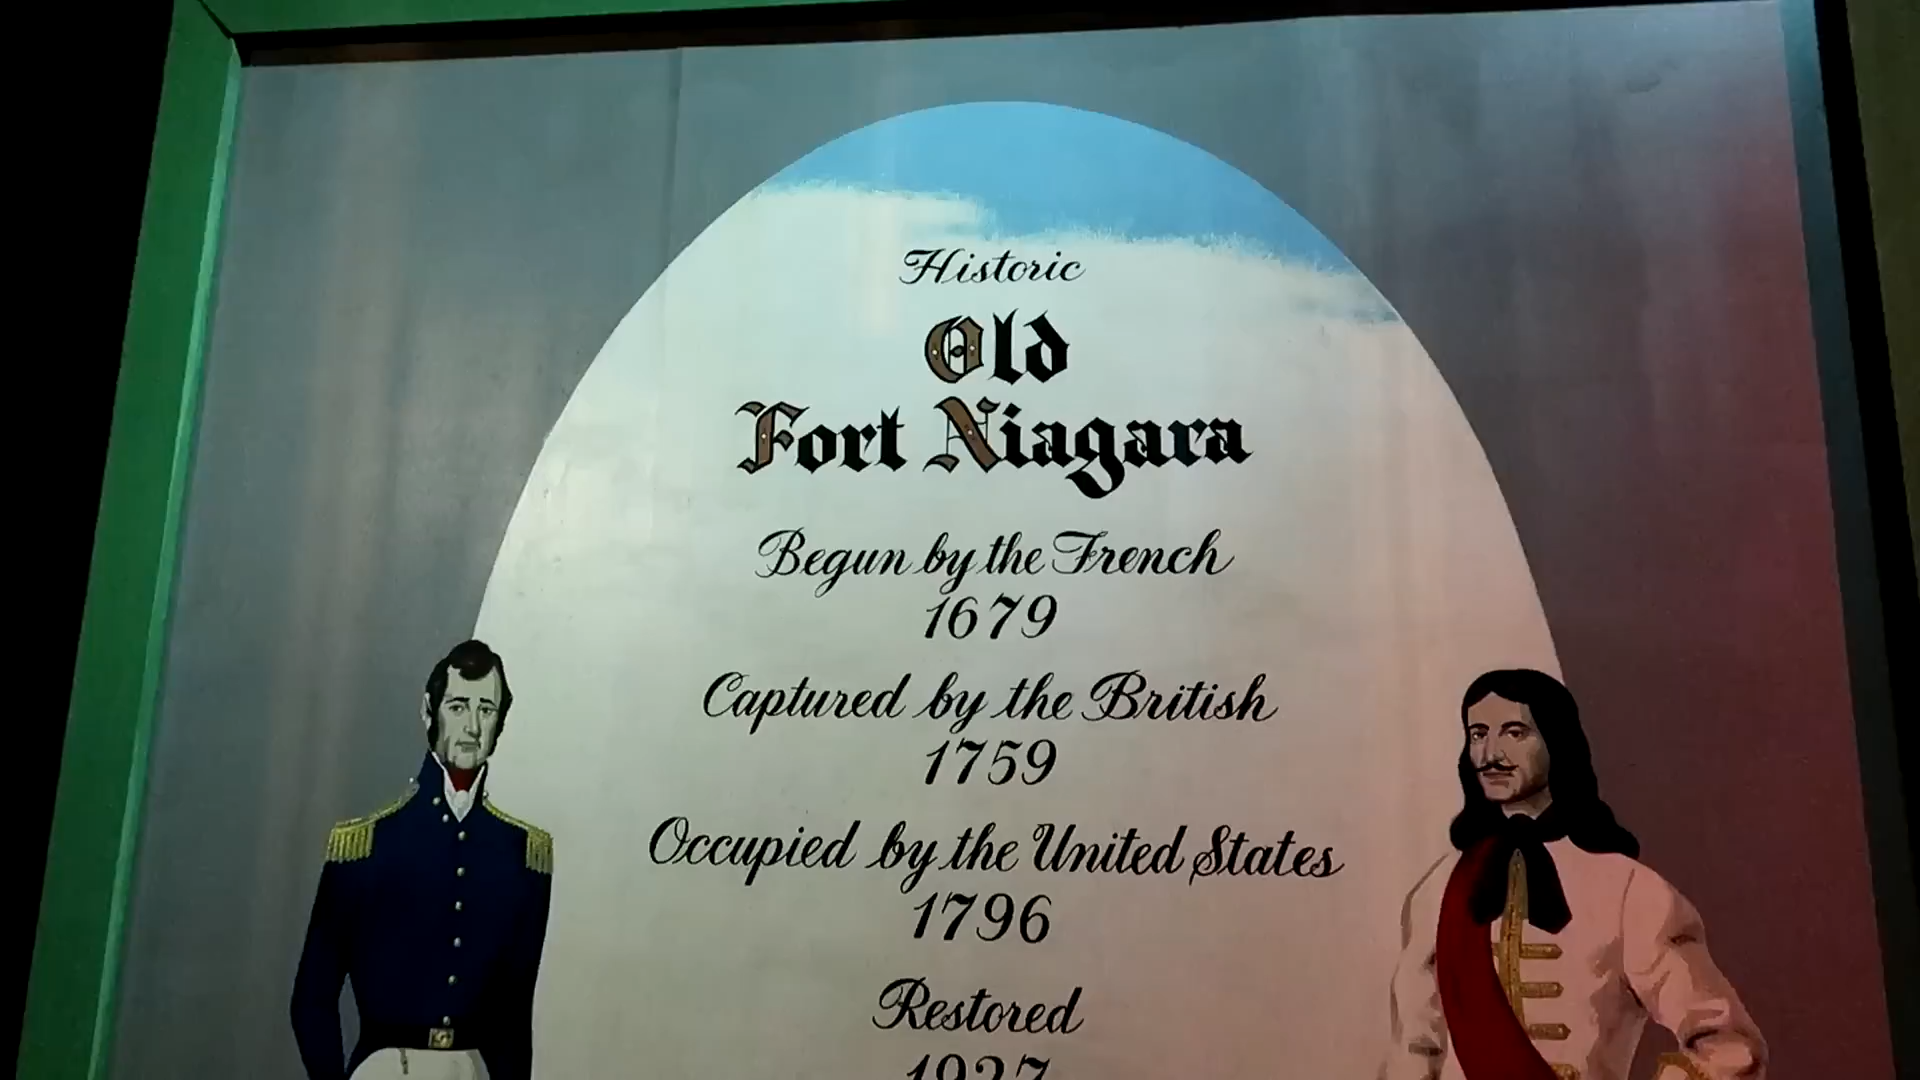 Historic
Old
Fort Niagara
Begun by the French
1679
Captured by the British
1759
Occupied by the United States
1796
Restored
1927